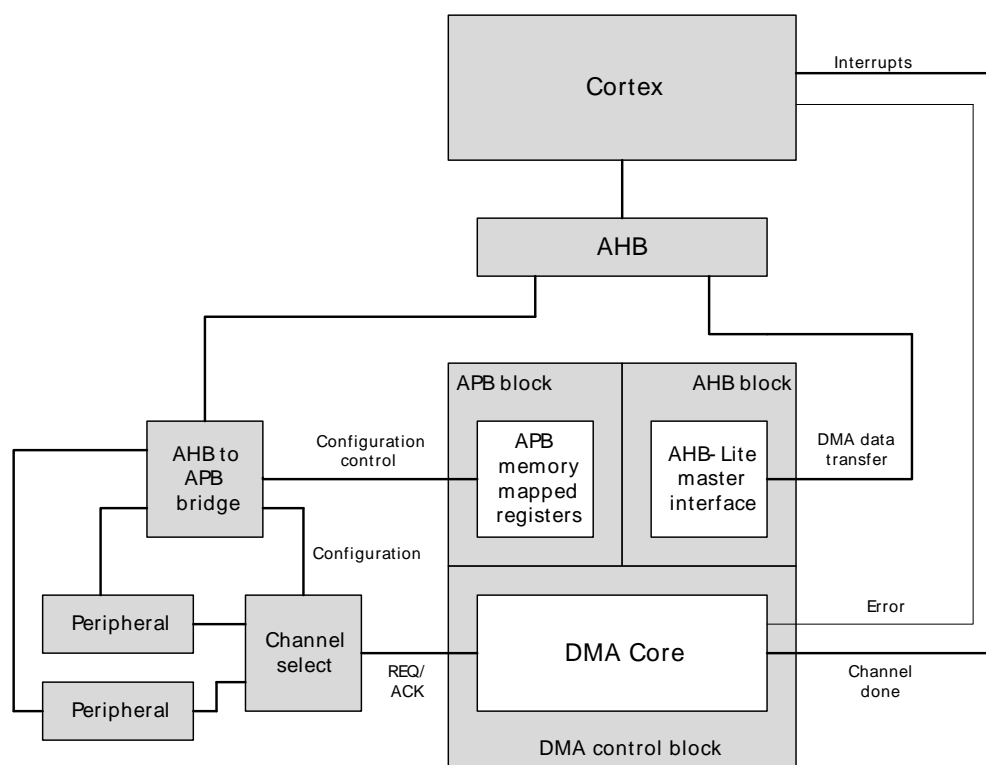 Interrupts
Cortex
AHB
APB block
AHB block
AHB to
APB
bridge
Configuration
control
APB
memory
mapped
registers
AHB-Lite
master
interface
DMA data
transfer
Configuration
Peripheral
Channel
select
Peripheral
REQ/
ACK
DMA Core
Error
Channel
done
DMA control block